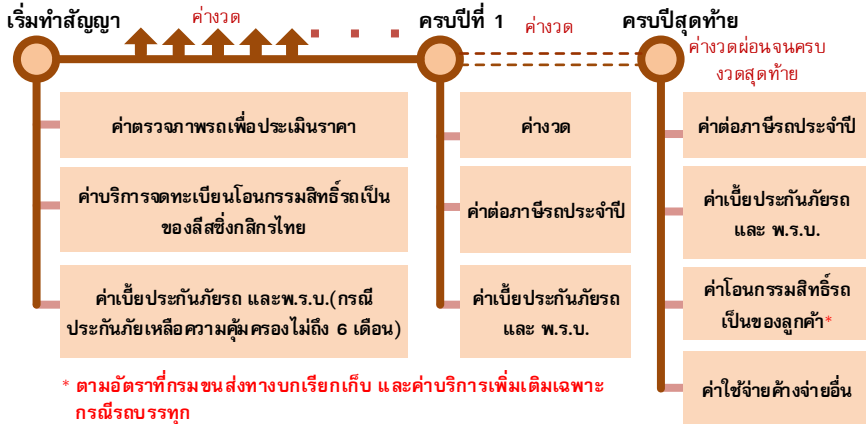 เริ่มทำสัญญา
ค่างวด
ค่าตรวจภาพรถเพื่อประเมินราคา
ค่าบริการจดทะเบียนโอนกรรมสิทธิ์รถเป็น
ของลีสซิ่งกสิกรไทย
ค่าเบี้ยประกันภัยรถ และพ.ร.บ.(กรณี
ประกันภัยเหลือความคุ้มครองไม่ถึง 6 เดือน)
ครบปีที่ 1
ค่างวด
ค่างวด
ค่าต่อภาษีรถประจำปี
ค่าเบี้ยประกันภัยรถ
และ พ.ร.บ.
ครบปีสุดท้าย
ค่างวดผ่อนจนครบ
งวดสุดท้าย
ค่าต่อภาษีรถประจำปี
ค่าเบี้ยประกันภัยรถ
และ พ.ร.บ.
ค่าโอนกรรมสิทธิ์รถ
เป็นของลูกค้า*
ค่าใช้จ่ายค้างจ่ายอื่น
* ตามอัตราที่กรมขนส่งทางบกเรียกเก็บ และค่าบริการเพิ่มเติมเฉพาะ
กรณีรถบรรทุก